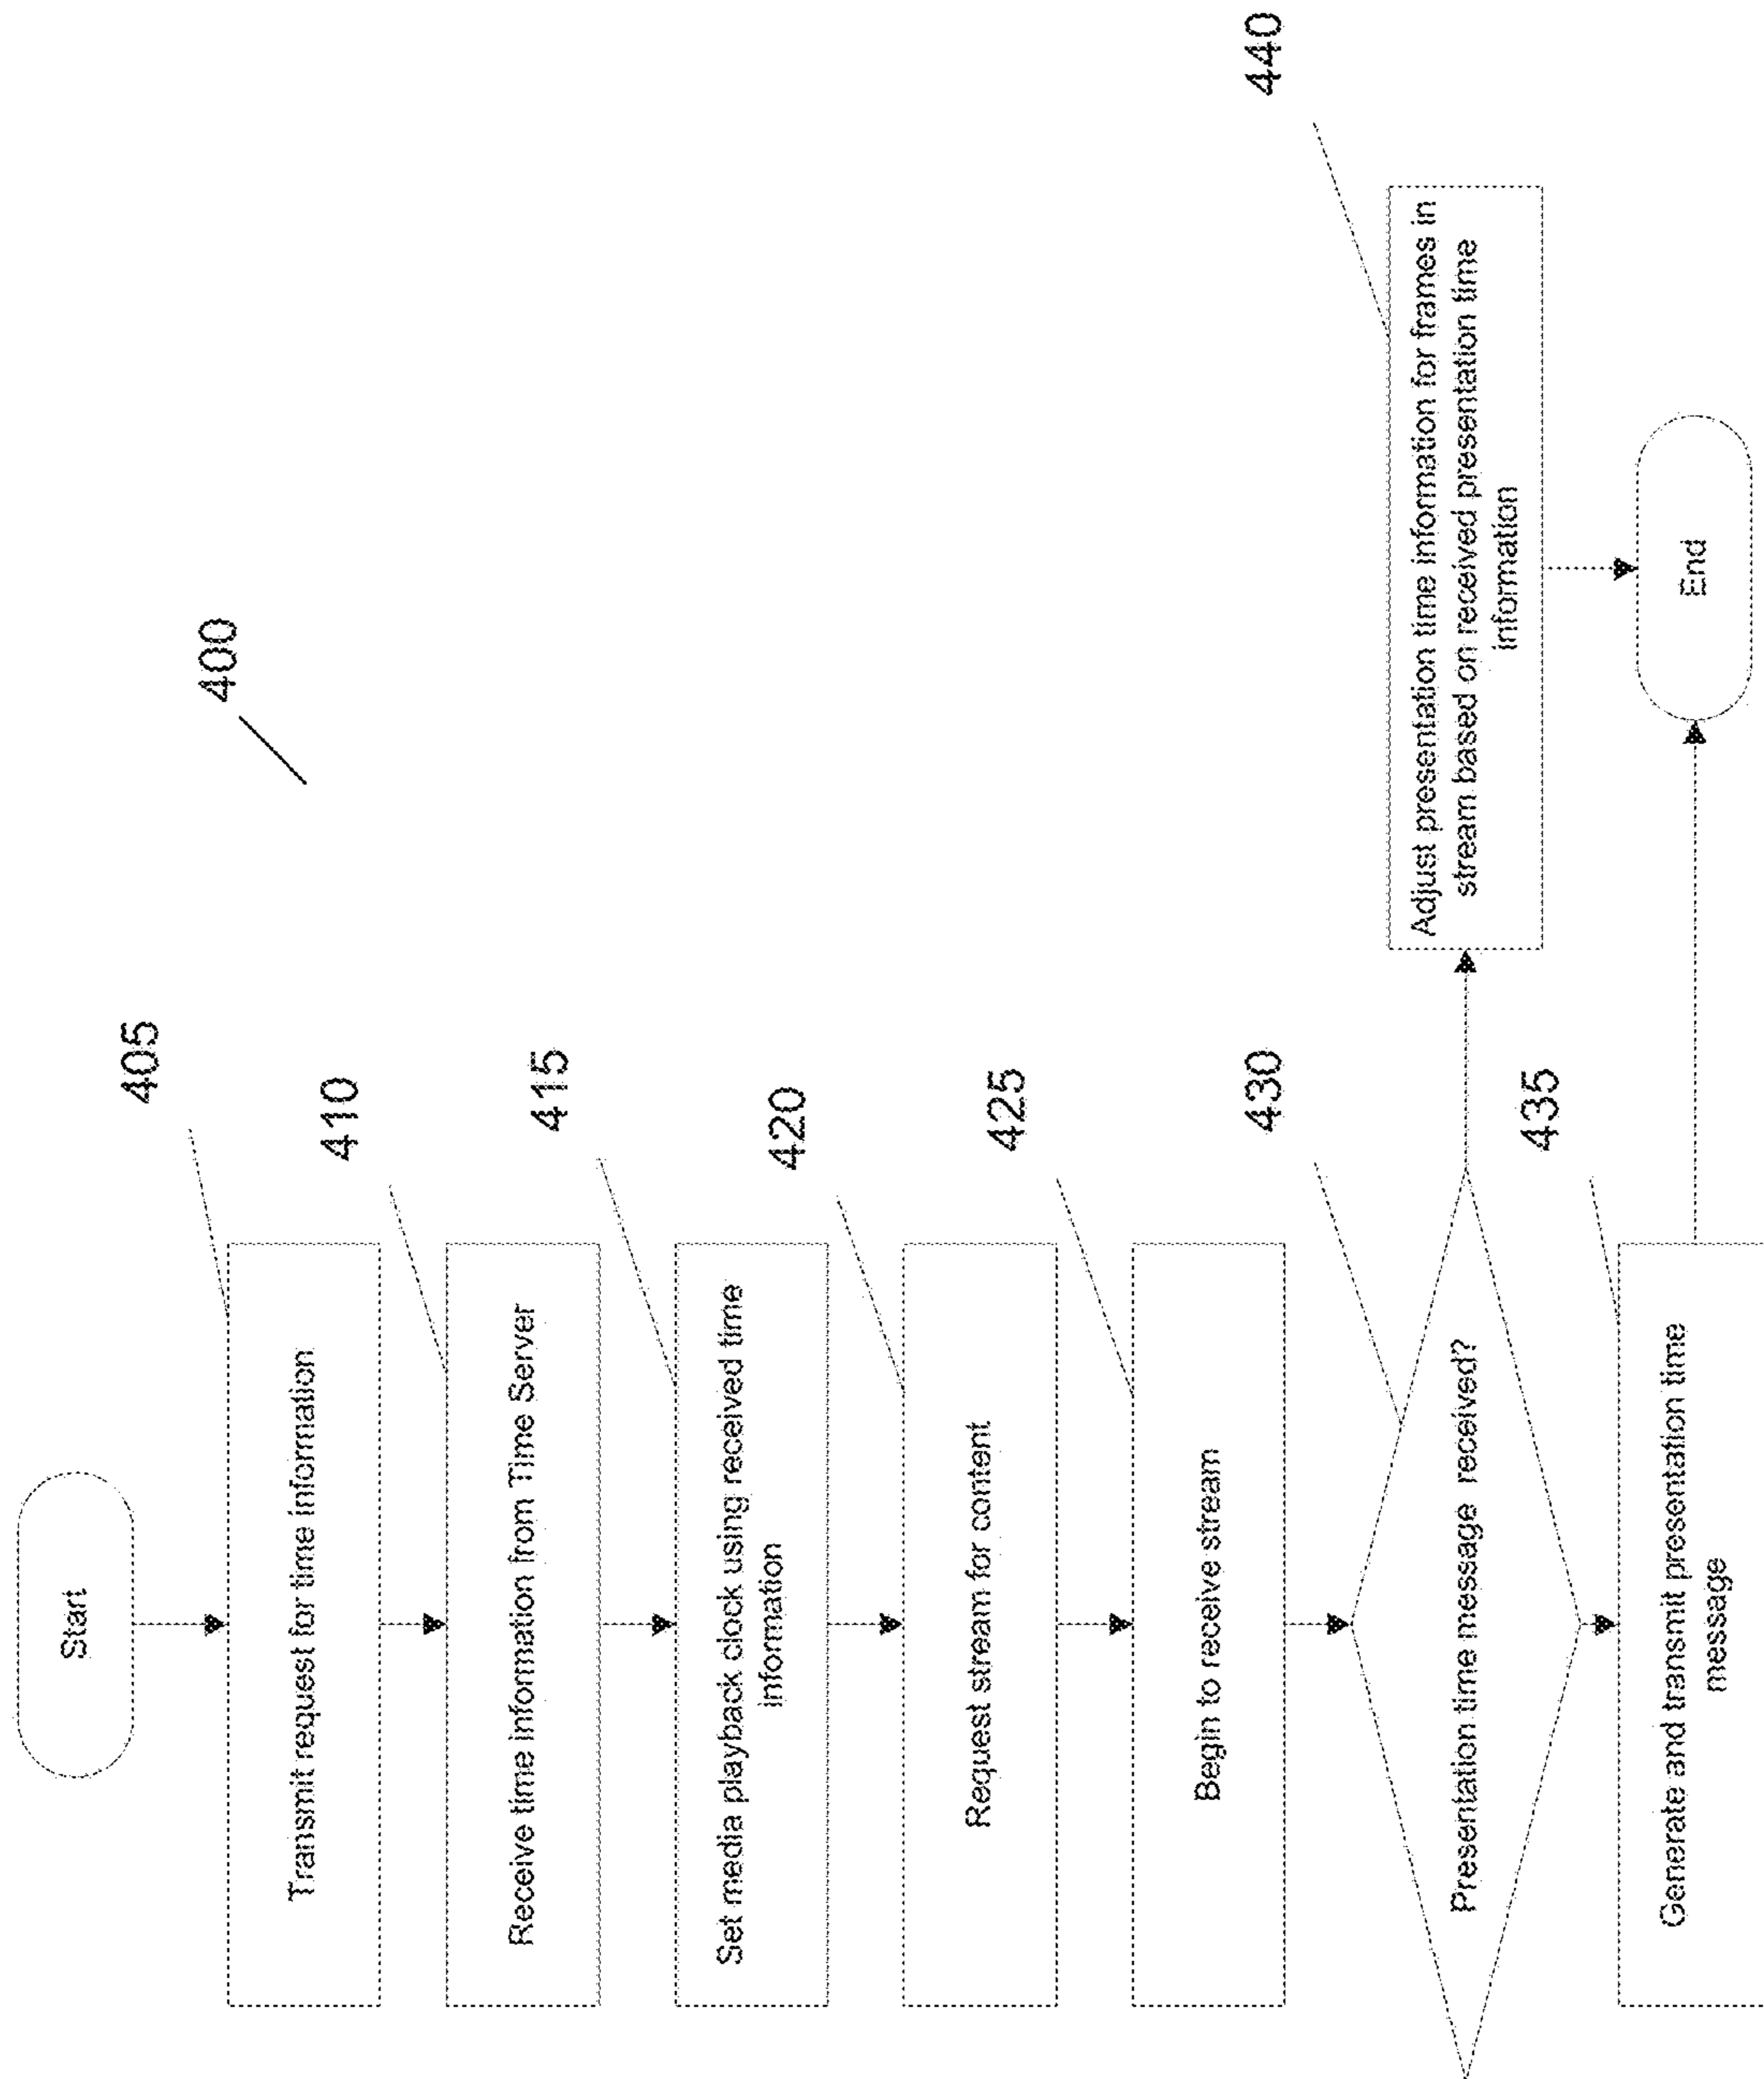 400
Start
405
Transmit request for time information
410
Receive time information from Time Server
415
Set media playback clock using received time
information
420
Request stream for content
425
Begin to receive stream
430
Presentation time message received?
440
Adjust presentation time information for frames in
stream based on received presentation time
information
435
Generate and transmit presentation time
message
End